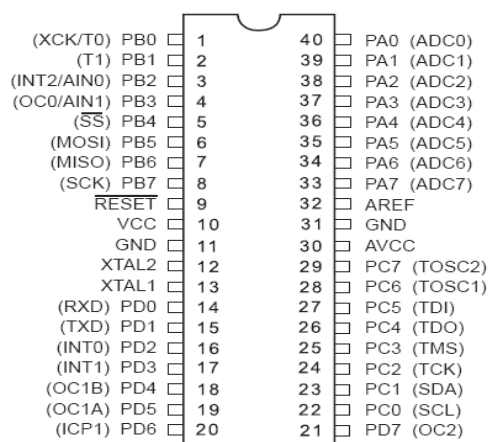 (XCK/T0) PB0 1 40 PA0 (ADC0)
(T1) PB1 2 39 PA1 (ADC1)
(INT2/AIN0) PB2 3 38 PA2 (ADC2)
(OC0/AIN1) PB3 4 37 PA3 (ADC3)
(SS) PB4 5 36 PA4 (ADC4)
(MOSI) PB5 6 35 PA5 (ADC5)
(MISO) PB6 7 34 PA6 (ADC6)
(SCK) PB7 8 33 PA7 (ADC7)
RESET 9 32 AREF
VCC 10 31 GND
GND 11 30 AVCC
XTAL2 12 29 PC7 (TOSC2)
XTAL1 13 28 PC6 (TOSC1)
(RXD) PD0 14 27 PC5 (TDI)
(TXD) PD1 15 26 PC4 (TDO)
(INT0) PD2 16 25 PC3 (TMS)
(INT1) PD3 17 24 PC2 (TCK)
(OC1B) PD4 18 23 PC1 (SDA)
(OC1A) PD5 19 22 PC0 (SCL)
(ICP1) PD6 20 21 PD7 (OC2)